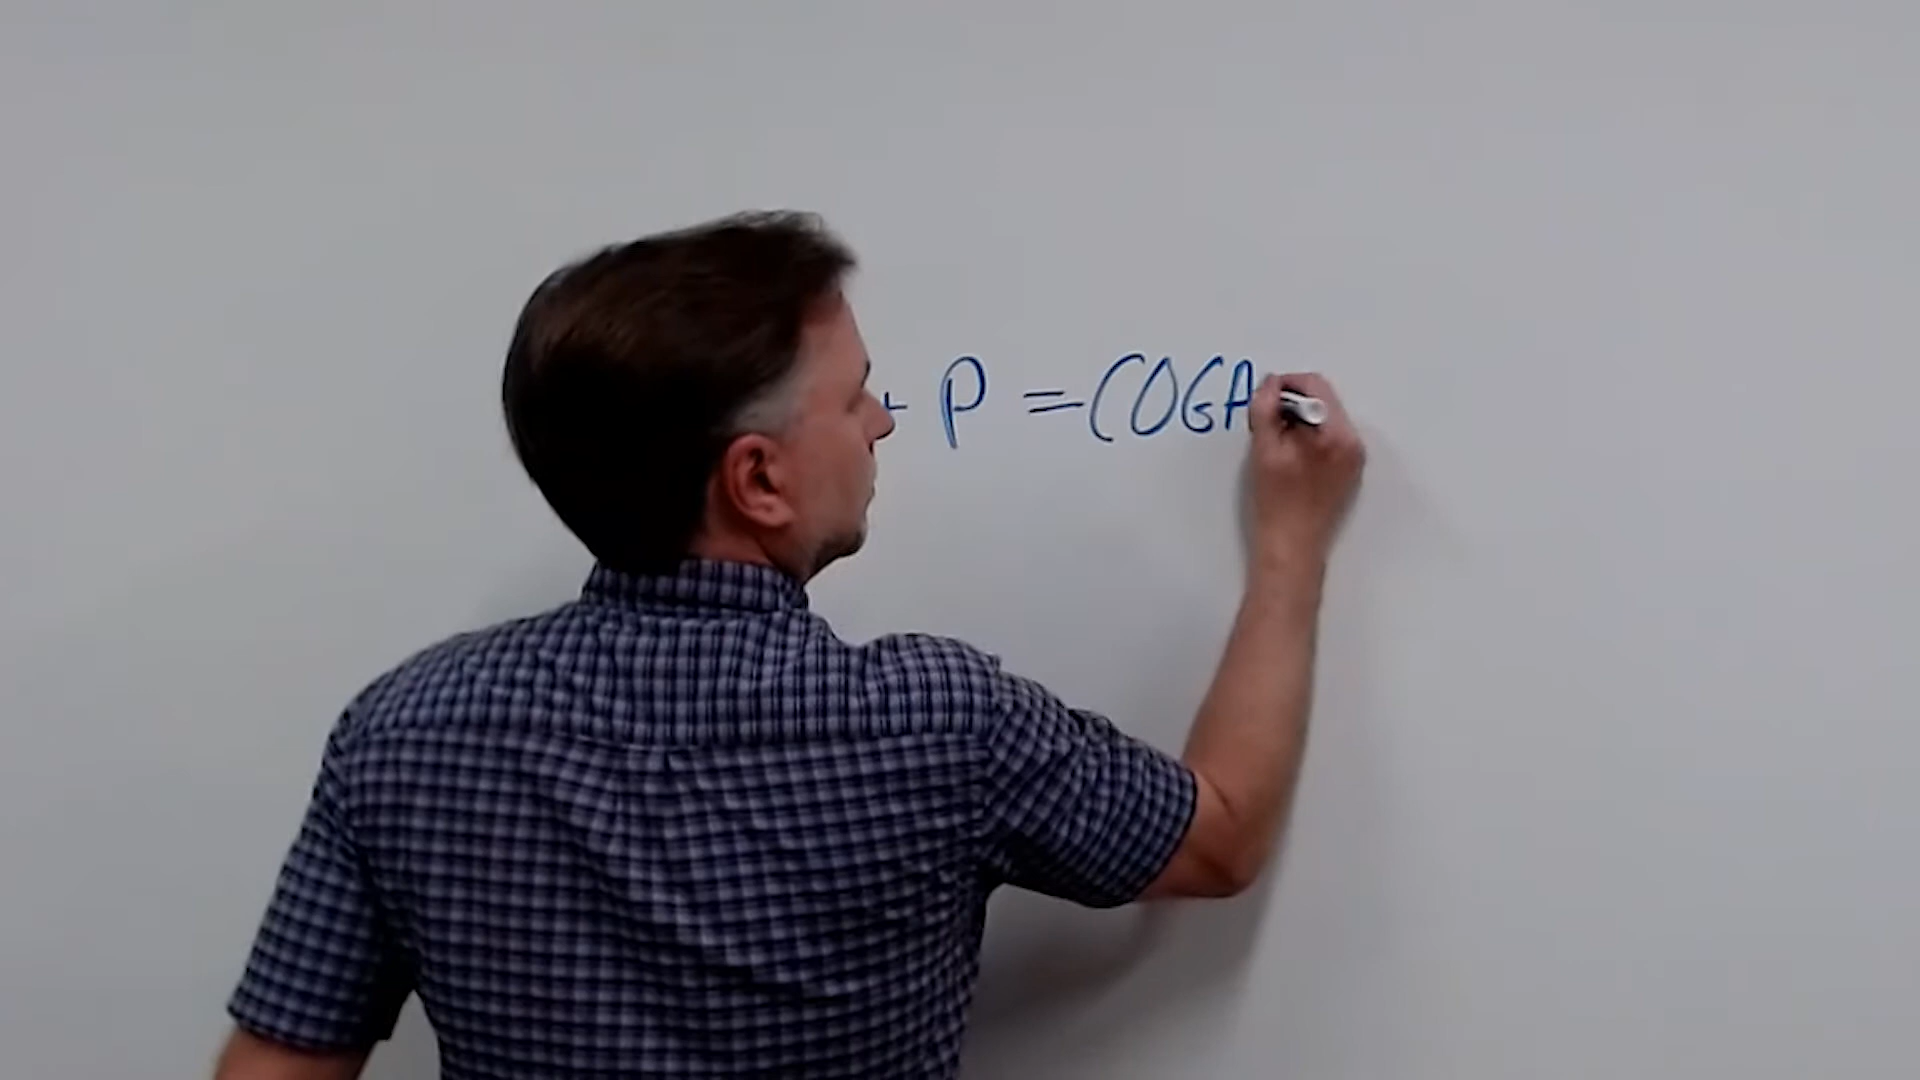 + P = COGA